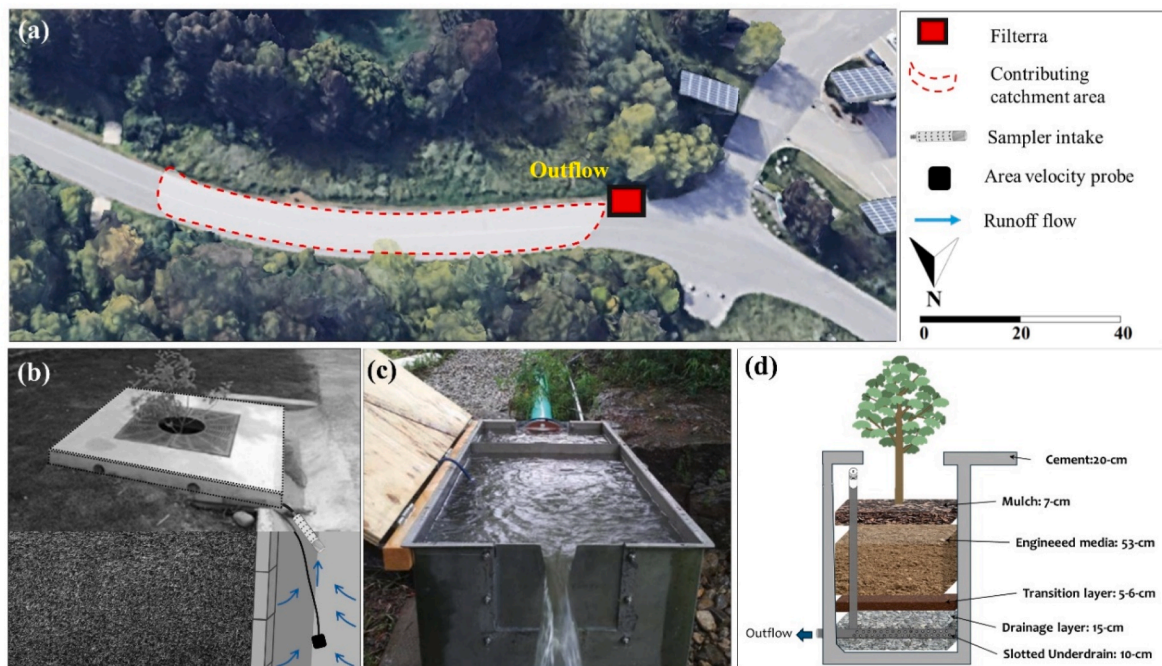 (a)
Outflow
Filterra
Contributing
catchment area
Sampler intake
Area velocity probe
Runoff flow
N
0
20
40
(b)
(c)
(d)
Cement:20-cm
Mulch: 7-cm
Engineeed media: 53-cm
Transition layer: 5-6-cm
Drainage layer: 15-cm
Outflow
Slotted Underdrain: 10-cm